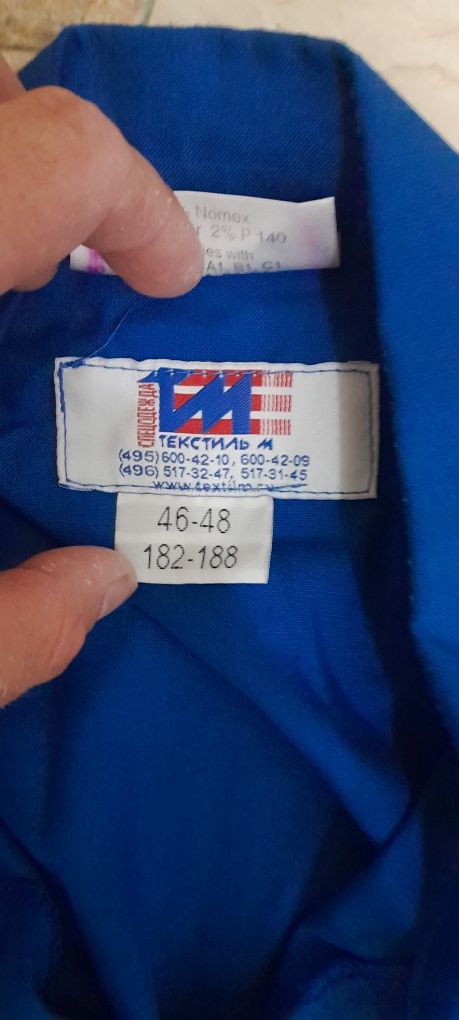 Nomex
2% P 140
with
A1, B1, C1
СПЕЦОДЕЖДА
ТМ
ТЕКСТИЛЬ М
(495) 600-42-10, 600-42-09
(496) 517-32-47, 517-31-45
www.textilm.ru
46-48
182-188